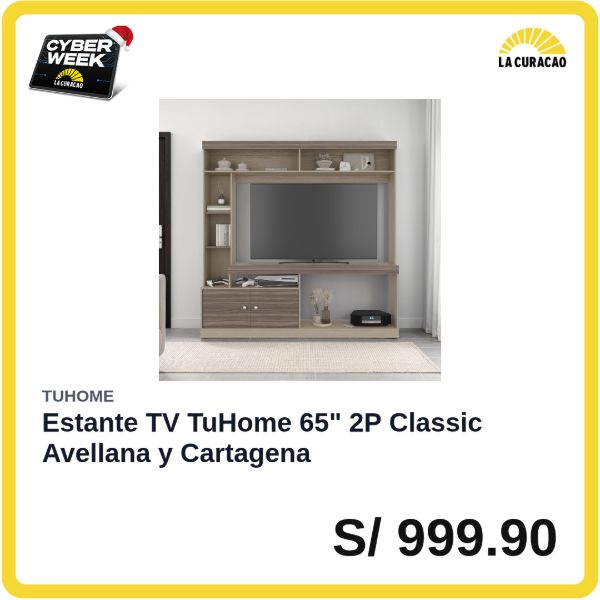 CYBER
WEEK
LA CURACAO
LA CURACAO
TUHOME
Estante TV TuHome 65" 2P Classic
Avellana y Cartagena
S/ 999.90